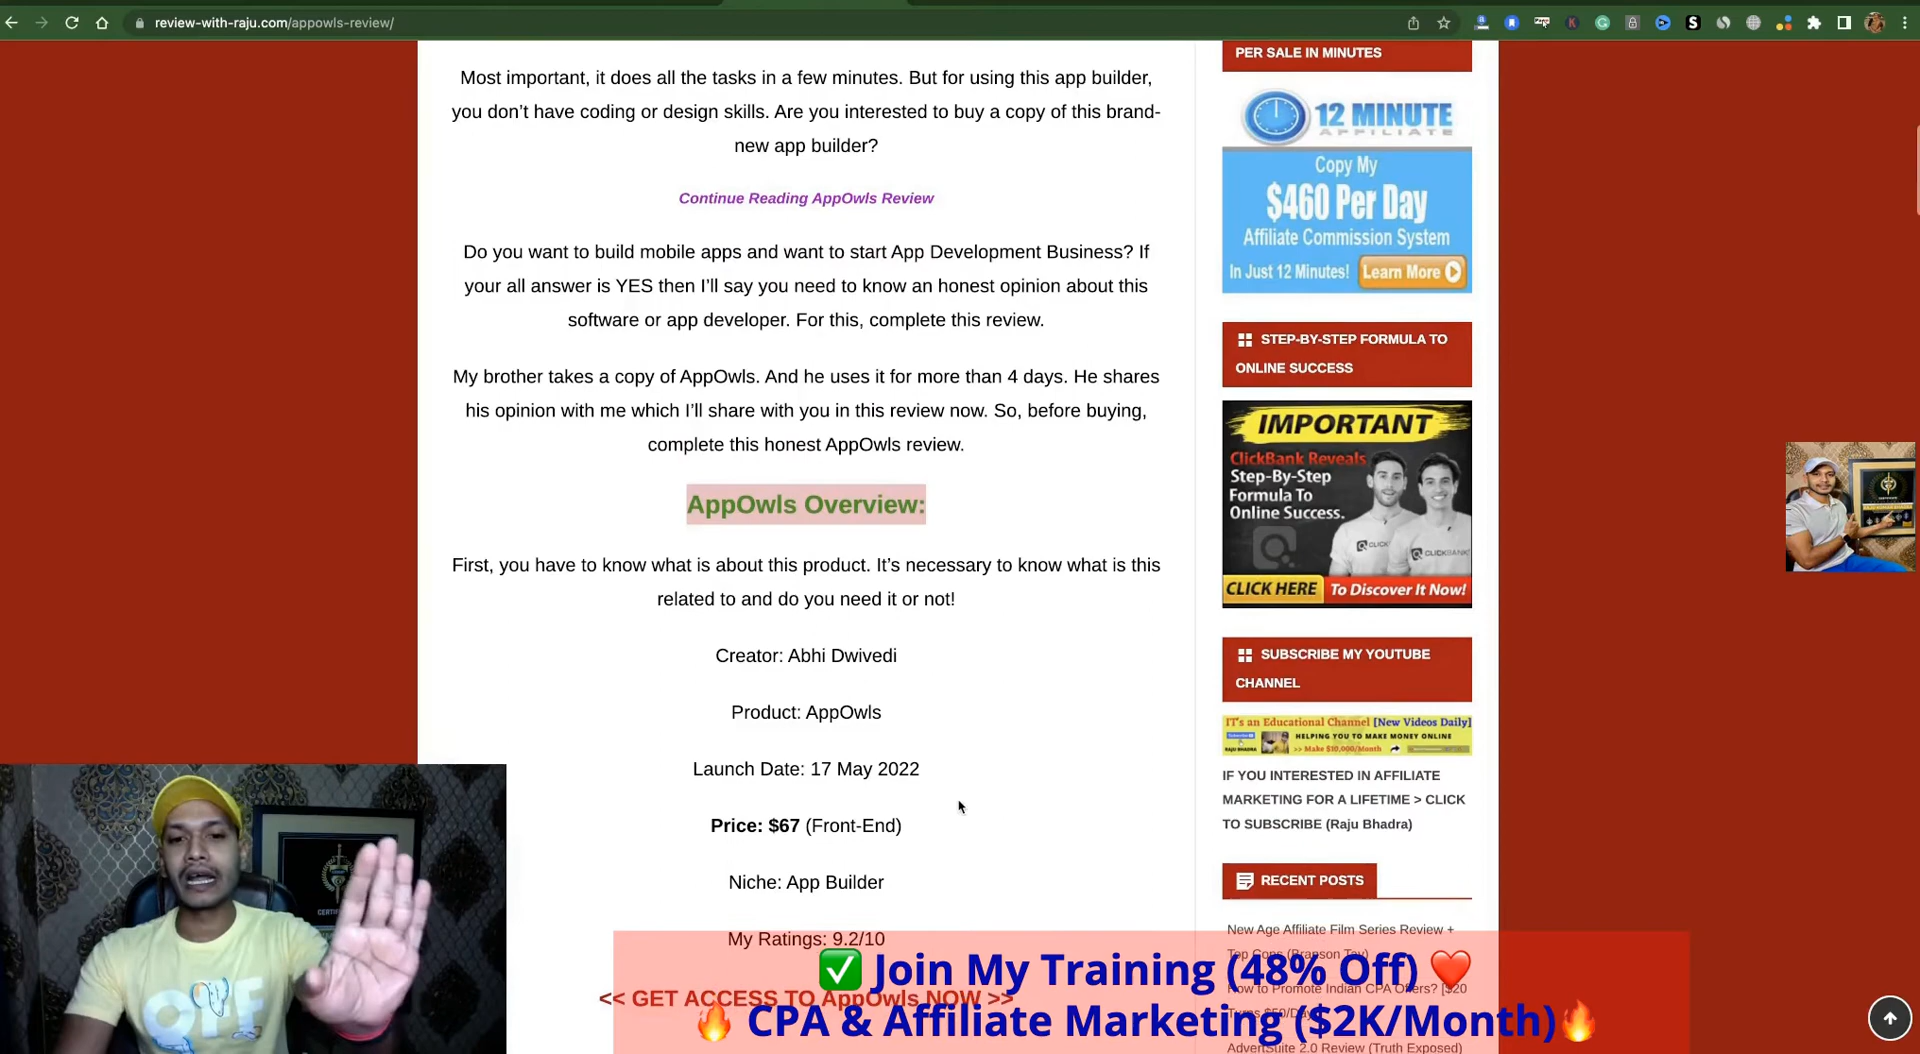 review-with-raju.com/appowls-review/
Most important, it does all the tasks in a few minutes. But for using this app builder,
you don’t have coding or design skills. Are you interested to buy a copy of this brand-
new app builder?
Continue Reading AppOwls Review
Do you want to build mobile apps and want to start App Development Business? If
your all answer is YES then I’ll say you need to know an honest opinion about this
software or app developer. For this, complete this review.
My brother takes a copy of AppOwls. And he uses it for more than 4 days. He shares
his opinion with me which I’ll share with you in this review now. So, before buying,
complete this honest AppOwls review.
AppOwls Overview:
First, you have to know what is about this product. It’s necessary to know what is this
related to and do you need it or not!
Creator: Abhi Dwivedi
Product: AppOwls
Launch Date: 17 May 2022
Price: $67 (Front-End)
Niche: App Builder
My Ratings: 9.2/10
<< GET ACCESS TO AppOwls NOW >>
PER SALE IN MINUTES
12 MINUTE
AFFILIATE
Copy My
$460 Per Day
Affiliate Commission System
In Just 12 Minutes! Learn More
STEP-BY-STEP FORMULA TO
ONLINE SUCCESS
IMPORTANT
ClickBank Reveals
Step-By-Step
Formula To
Online Success.
CLICK HERE To Discover It Now!
SUBSCRIBE MY YOUTUBE
CHANNEL
IT's an Educational Channel [New Videos Daily]
HELPING YOU TO MAKE MONEY ONLINE
RAJU BHADRA >> Make $10,000/Month
IF YOU INTERESTED IN AFFILIATE
MARKETING FOR A LIFETIME > CLICK
TO SUBSCRIBE (Raju Bhadra)
RECENT POSTS
New Age Affiliate Film Series Review +
Top Cons (Branson Tay)
How to Promote Indian CPA Offers? [$20
Turns $50/Day]
AdvertSuite 2.0 Review (Truth Exposed)
✅ Join My Training (48% Off) ❤️
🔥 CPA & Affiliate Marketing ($2K/Month)🔥